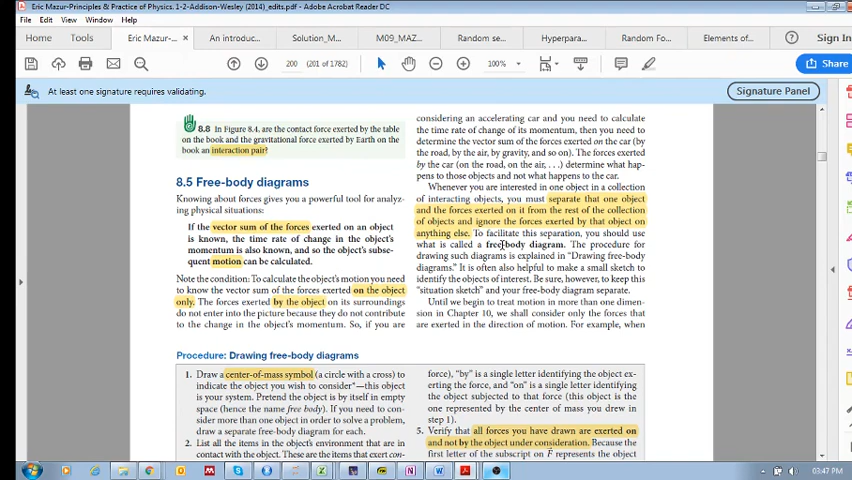 Eric Mazur-Principles & Practice of Physics. 1-2-Addison-Wesley (2014)_edits.pdf - Adobe Acrobat Reader DC
File Edit View Window Help
Home Tools Eric Mazur-... × An introduc... Solution_M... M09_MAZ... Random se... Hyperpara... Random Fo... Elements of... Sign In
200 (201 of 1782) 100% Share
At least one signature requires validating. Signature Panel
8.8 In Figure 8.4, are the contact force exerted by the table
on the book and the gravitational force exerted by Earth on the
book an interaction pair?
8.5 Free-body diagrams
Knowing about forces gives you a powerful tool for analyz-
ing physical situations:
If the vector sum of the forces exerted on an object
is known, the time rate of change in the object's
momentum is also known, and so the object's subse-
quent motion can be calculated.
Note the condition: To calculate the object's motion you need
to know the vector sum of the forces exerted on the object
only. The forces exerted by the object on its surroundings
do not enter into the picture because they do not contribute
to the change in the object's momentum. So, if you are
considering an accelerating car and you need to calculate
the time rate of change of its momentum, then you need to
determine the vector sum of the forces exerted on the car (by
the road, by the air, by gravity, and so on). The forces exerted
by the car (on the road, on the air, . . .) determine what hap-
pens to those objects and not what happens to the car.
Whenever you are interested in one object in a collection
of interacting objects, you must separate that one object
and the forces exerted on it from the rest of the collection
of objects and ignore the forces exerted by that object on
anything else. To facilitate this separation, you should use
what is called a free-body diagram. The procedure for
drawing such diagrams is explained in "Drawing free-body
diagrams." It is often also helpful to make a small sketch to
identify the objects of interest. Be sure, however, to keep this
"situation sketch" and your free-body diagram separate.
Until we begin to treat motion in more than one dimen-
sion in Chapter 10, we shall consider only the forces that
are exerted in the direction of motion. For example, when
Procedure: Drawing free-body diagrams
1. Draw a center-of-mass symbol (a circle with a cross) to
indicate the object you wish to consider*—this object
is your system. Pretend the object is by itself in empty
space (hence the name free body). If you need to con-
sider more than one object in order to solve a problem,
draw a separate free-body diagram for each.
2. List all the items in the object's environment that are in
contact with the object. These are the items that exert con-
force), "by" is a single letter identifying the object ex-
erting the force, and "on" is a single letter identifying
the object subjected to that force (this object is the
one represented by the center of mass you drew in
step 1).
5. Verify that all forces you have drawn are exerted on
and not by the object under consideration. Because the
first letter of the subscript on F⃗ represents the object
03:47 PM